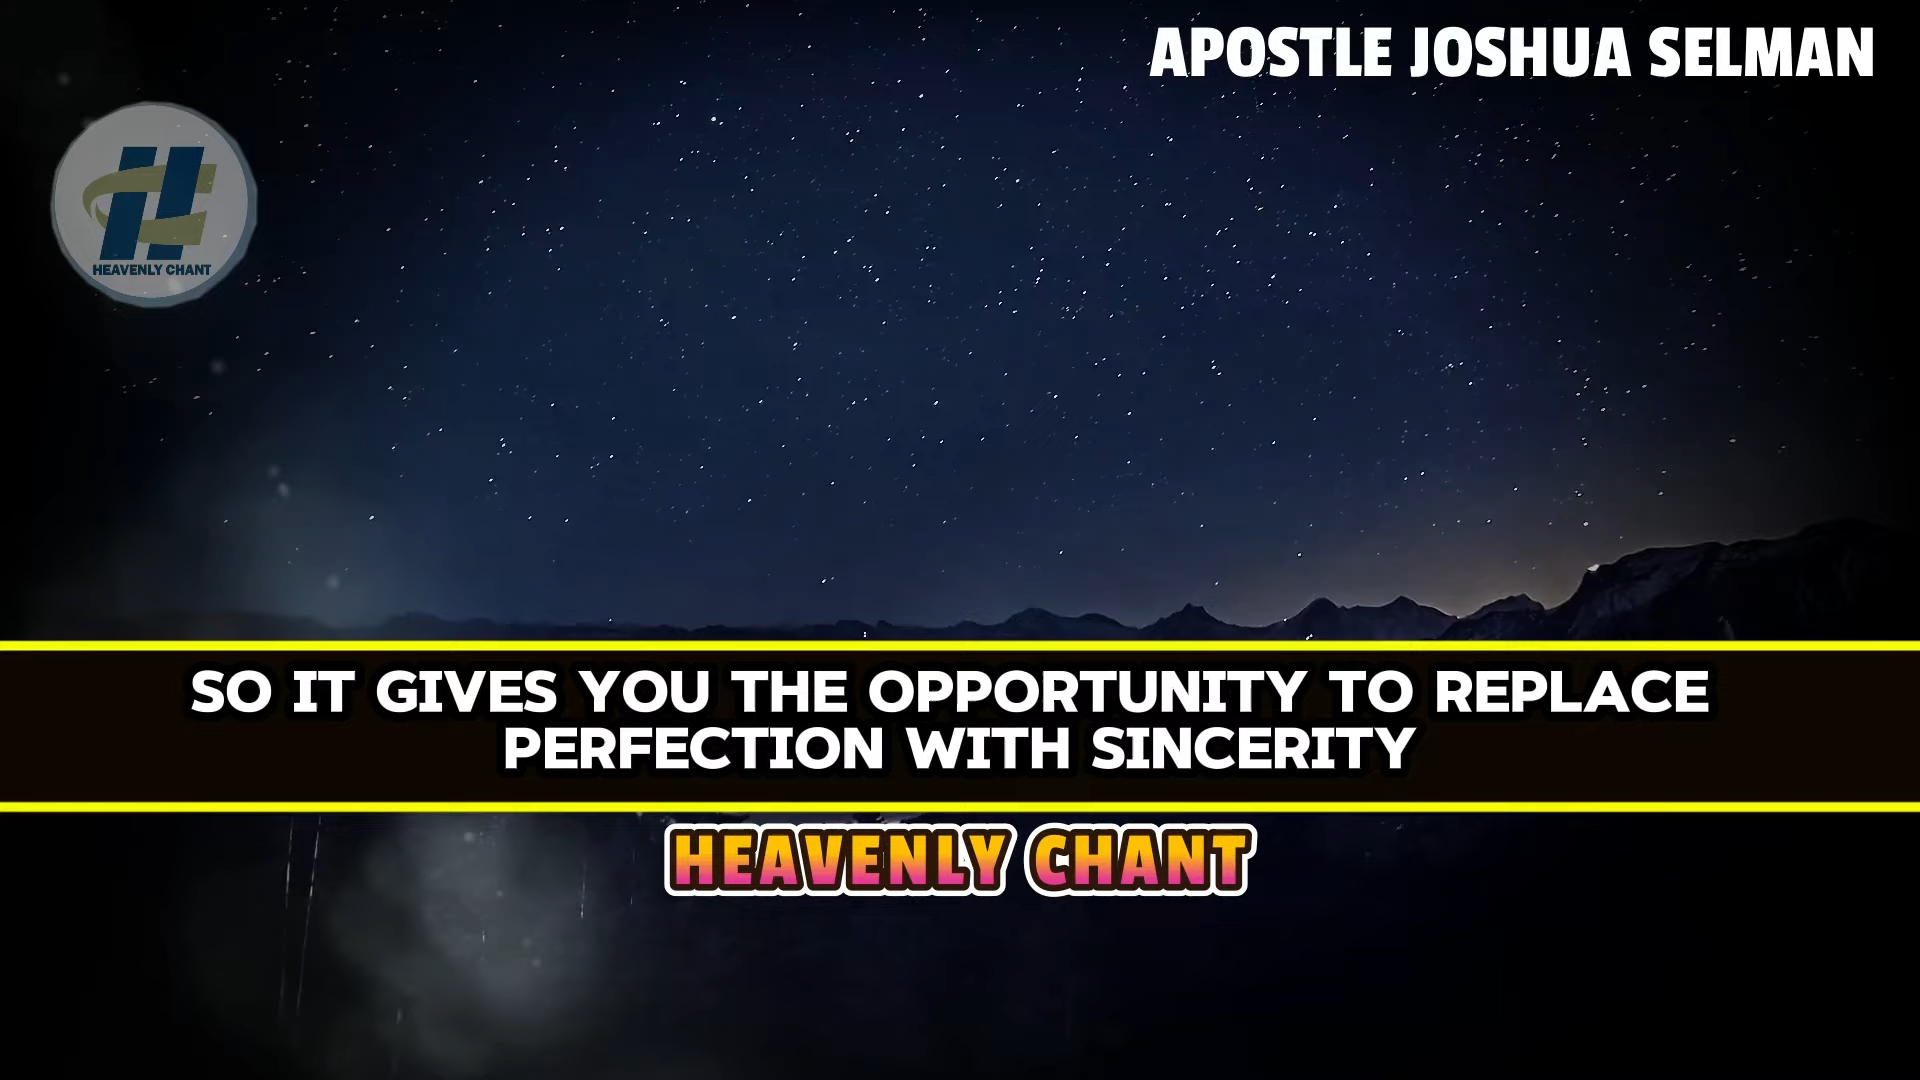 APOSTLE JOSHUA SELMAN
HEAVENLY CHANT
SO IT GIVES YOU THE OPPORTUNITY TO REPLACE
PERFECTION WITH SINCERITY
HEAVENLY CHANT